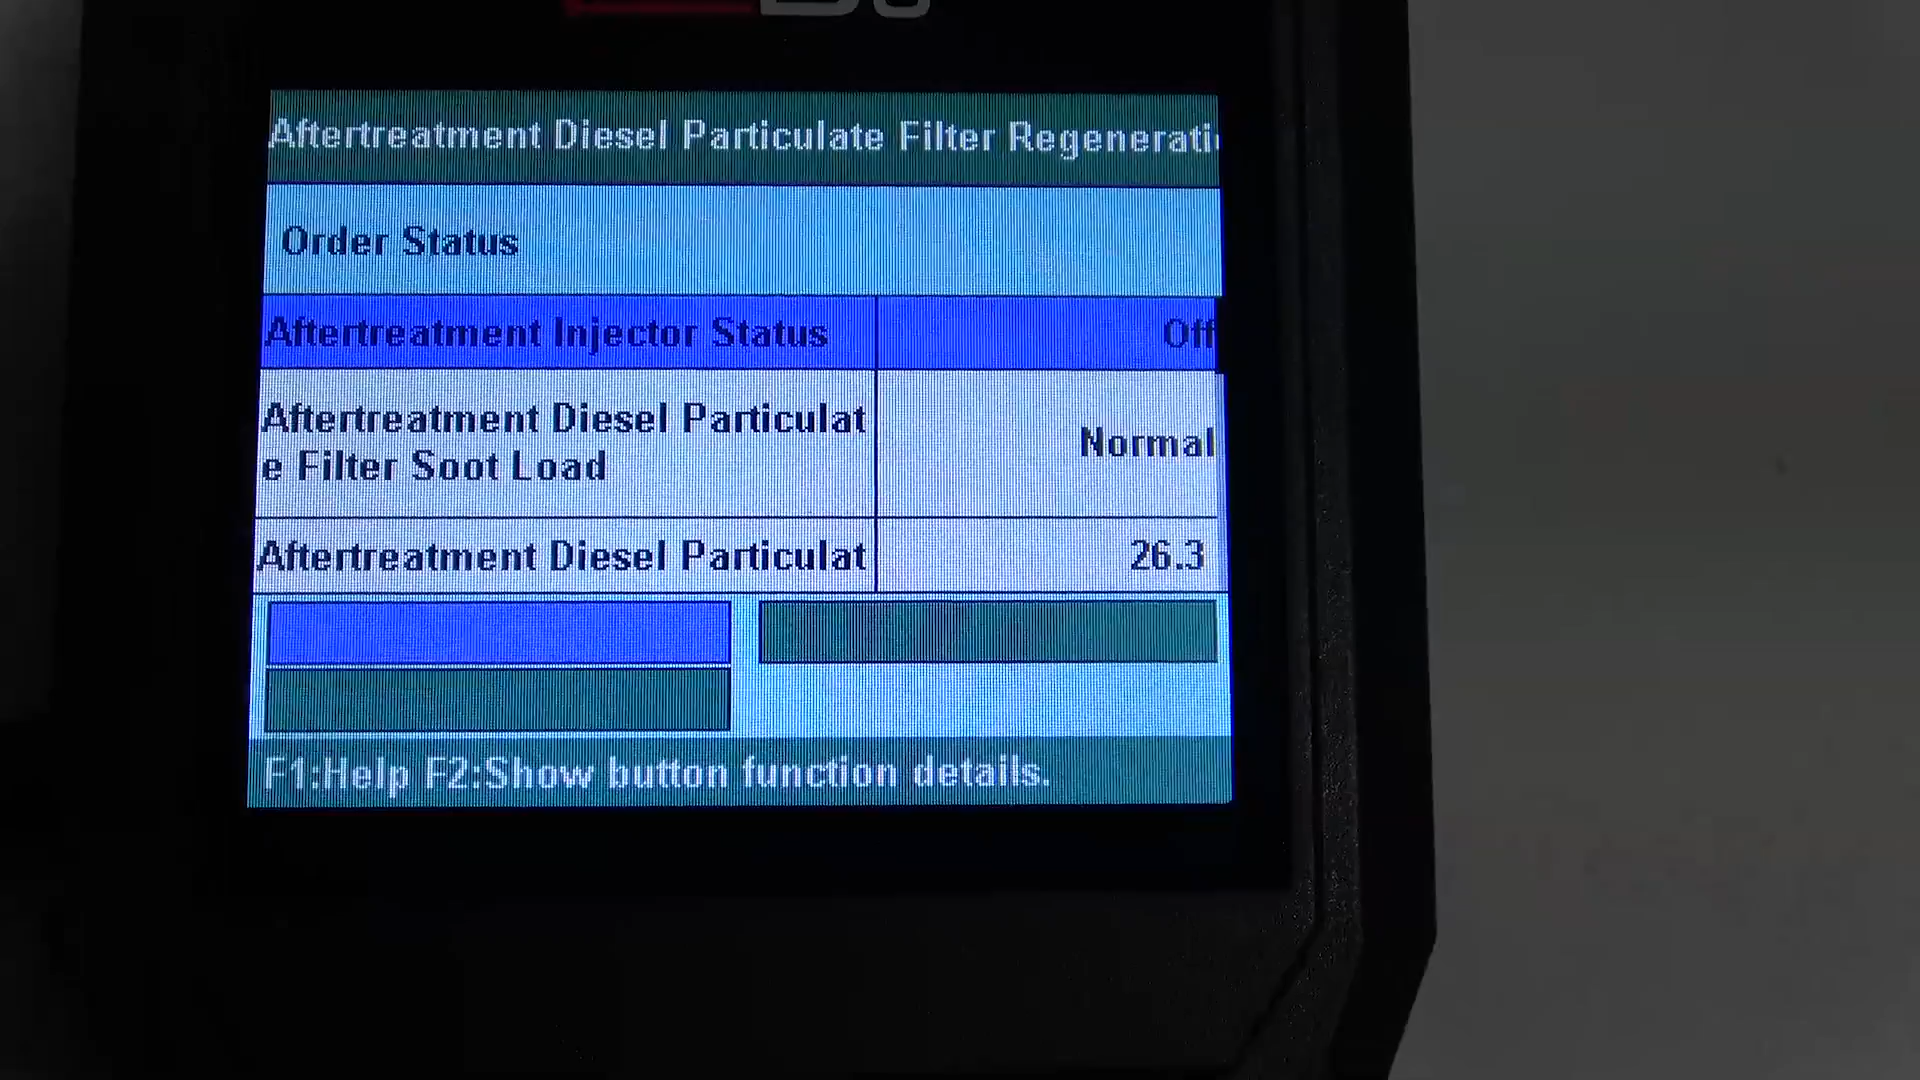 Aftertreatment Diesel Particulate Filter Regenerati
Order Status
Aftertreatment Injector Status
Off
Aftertreatment Diesel Particulat
e Filter Soot Load
Normal
Aftertreatment Diesel Particulat
26.3
F1:Help F2:Show button function details.